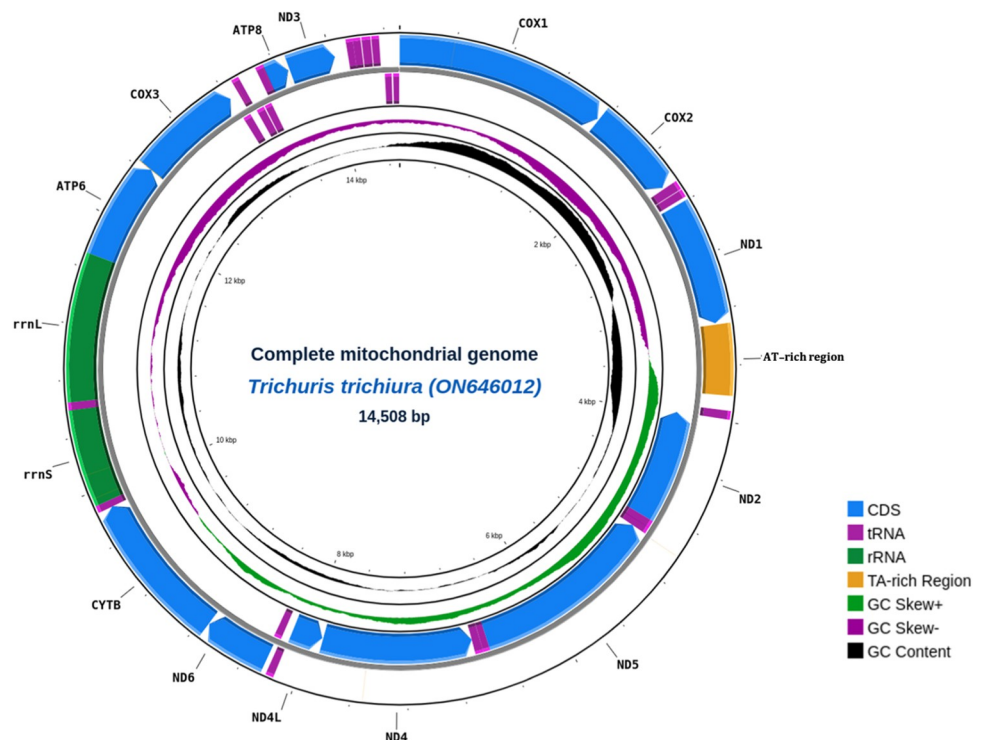 ND3
COX1
ATP8
COX3
COX2
ATP6
ND1
rrnL
AT-rich region
rrnS
ND2
CYTB
ND5
ND6
ND4L
ND4
14 kbp
2 kbp
12 kbp
4 kbp
10 kbp
6 kbp
8 kbp
Complete mitochondrial genome
Trichuris trichiura (ON646012)
14,508 bp
CDS
tRNA
rRNA
TA-rich Region
GC Skew+
GC Skew-
GC Content